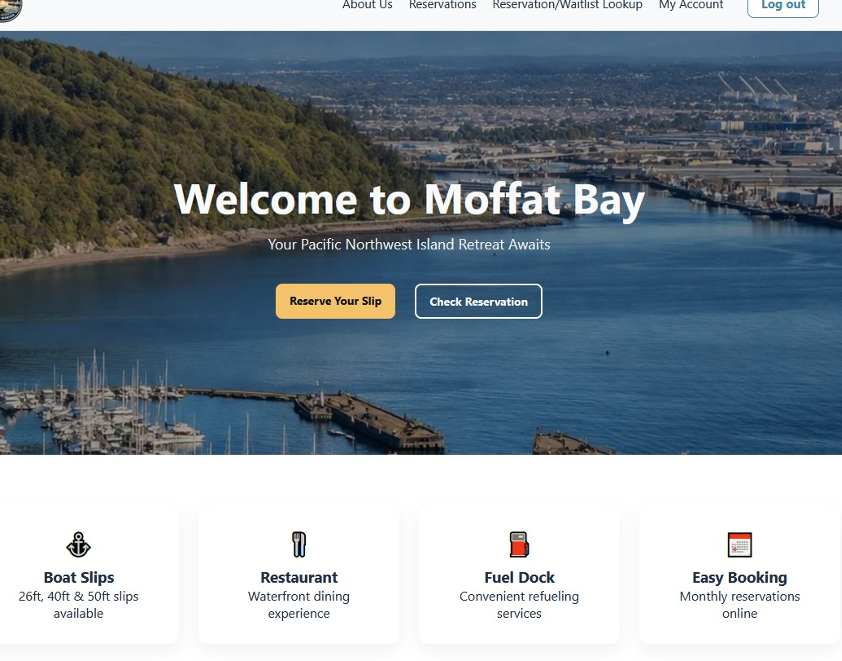 About Us Reservations Reservation/Waitlist Lookup My Account Log out
Welcome to Moffat Bay
Your Pacific Northwest Island Retreat Awaits
Reserve Your Slip Check Reservation
Boat Slips
26ft, 40ft & 50ft slips
available
Restaurant
Waterfront dining
experience
Fuel Dock
Convenient refueling
services
Easy Booking
Monthly reservations
online